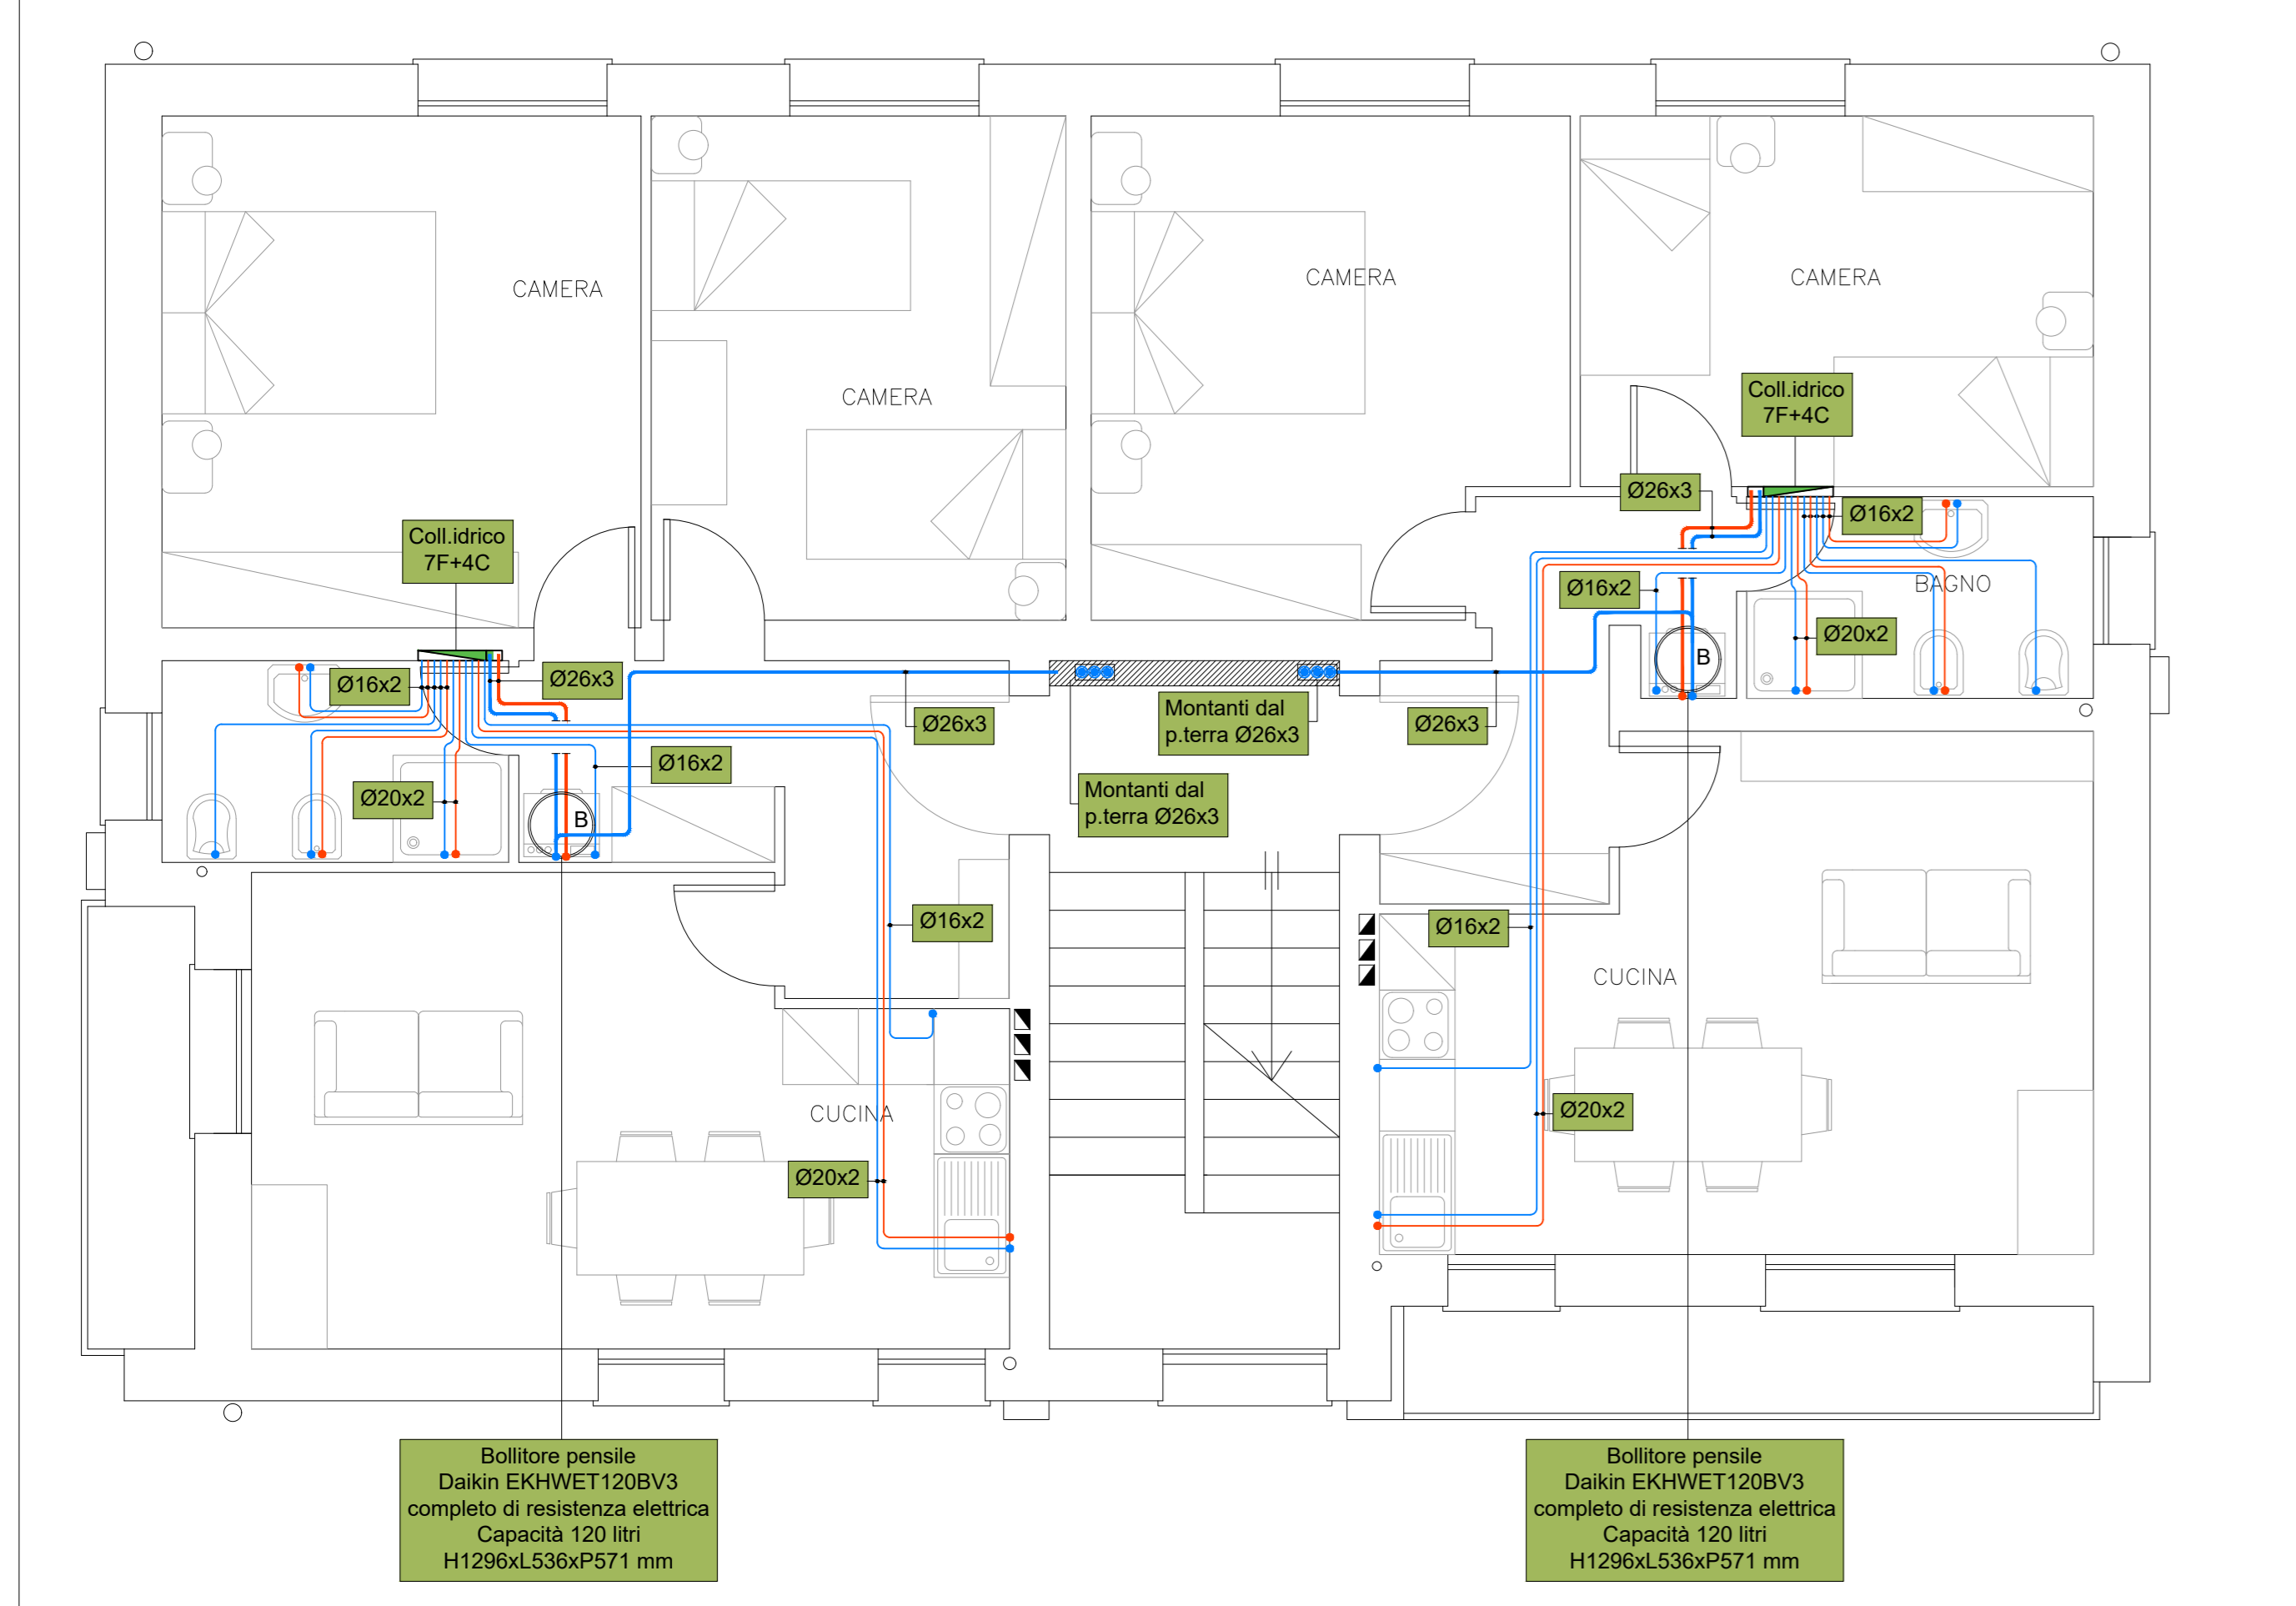 CAMERA
CAMERA
CAMERA
CAMERA
Coll.idrico
7F+4C
Ø26x3
Ø16x2
Ø16x2
BAGNO
Ø20x2
B
Coll.idrico
7F+4C
Ø16x2
Ø26x3
Ø26x3
Montanti dal
p.terra Ø26x3
Ø26x3
Ø16x2
Ø20x2
B
Montanti dal
p.terra Ø26x3
Ø16x2
Ø16x2
CUCINA
CUCINA
Ø20x2
Ø20x2
Bollitore pensile
Daikin EKHWET120BV3
completo di resistenza elettrica
Capacità 120 litri
H1296xL536xP571 mm
Bollitore pensile
Daikin EKHWET120BV3
completo di resistenza elettrica
Capacità 120 litri
H1296xL536xP571 mm